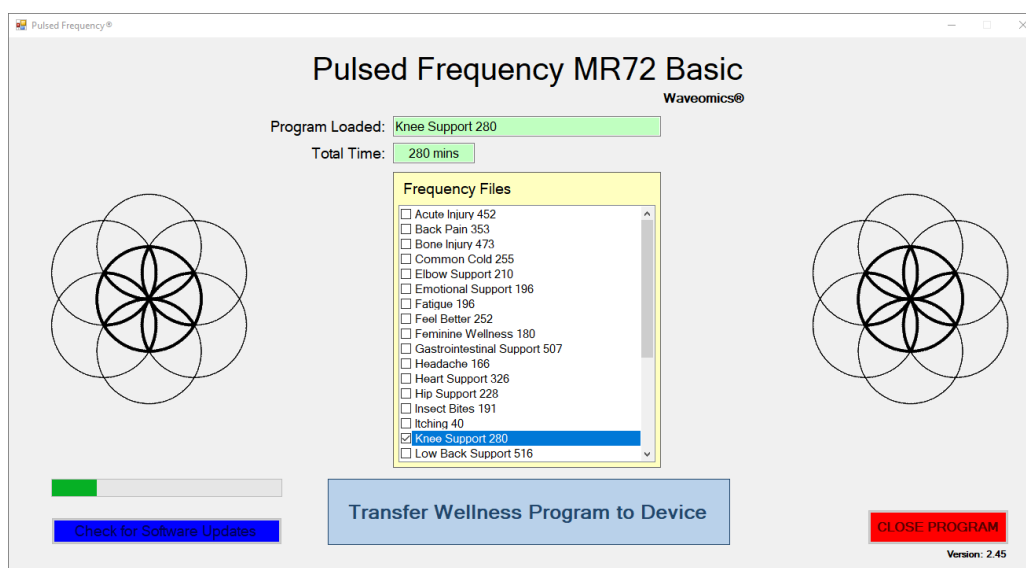 Pulsed Frequency®
Pulsed Frequency MR72 Basic
Waveomics®
Program Loaded: Knee Support 280
Total Time: 280 mins
Frequency Files
Acute Injury 452
Back Pain 353
Bone Injury 473
Common Cold 255
Elbow Support 210
Emotional Support 196
Fatigue 196
Feel Better 252
Feminine Wellness 180
Gastrointestinal Support 507
Headache 166
Heart Support 326
Hip Support 228
Insect Bites 191
Itching 40
Knee Support 280
Low Back Support 516
Transfer Wellness Program to Device
Check for Software Updates
CLOSE PROGRAM
Version: 2.45